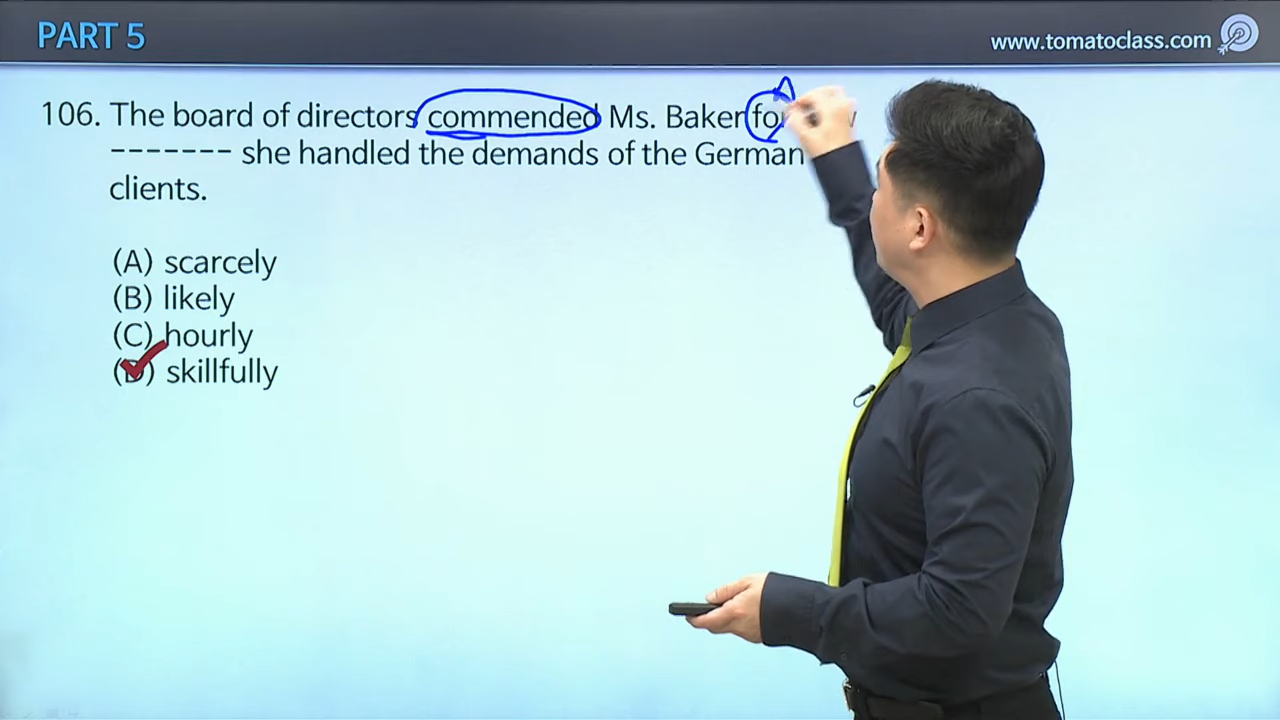 PART 5
www.tomatoclass.com
106. The board of directors commended Ms. Baker
------- she handled the demands of the German
clients.
(A) scarcely
(B) likely
(C) hourly
(D) skillfully